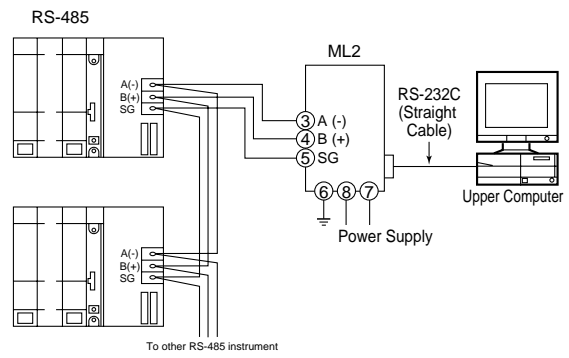 RS-485
A(-)
B(+)
SG
ML2
③ A (-)
④ B (+)
⑤ SG
⑥ ⑧ ⑦
Power Supply
RS-232C
(Straight
Cable)
Upper Computer
A(-)
B(+)
SG
To other RS-485 instrument